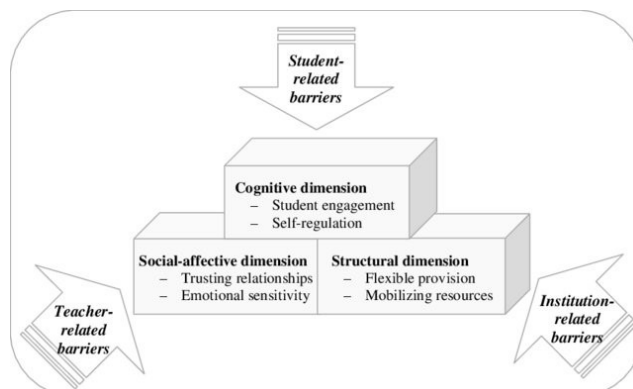 Student-
related
barriers
Cognitive dimension
– Student engagement
– Self-regulation
Social-affective dimension
– Trusting relationships
– Emotional sensitivity
Structural dimension
– Flexible provision
– Mobilizing resources
Teacher-
related
barriers
Institution-
related
barriers